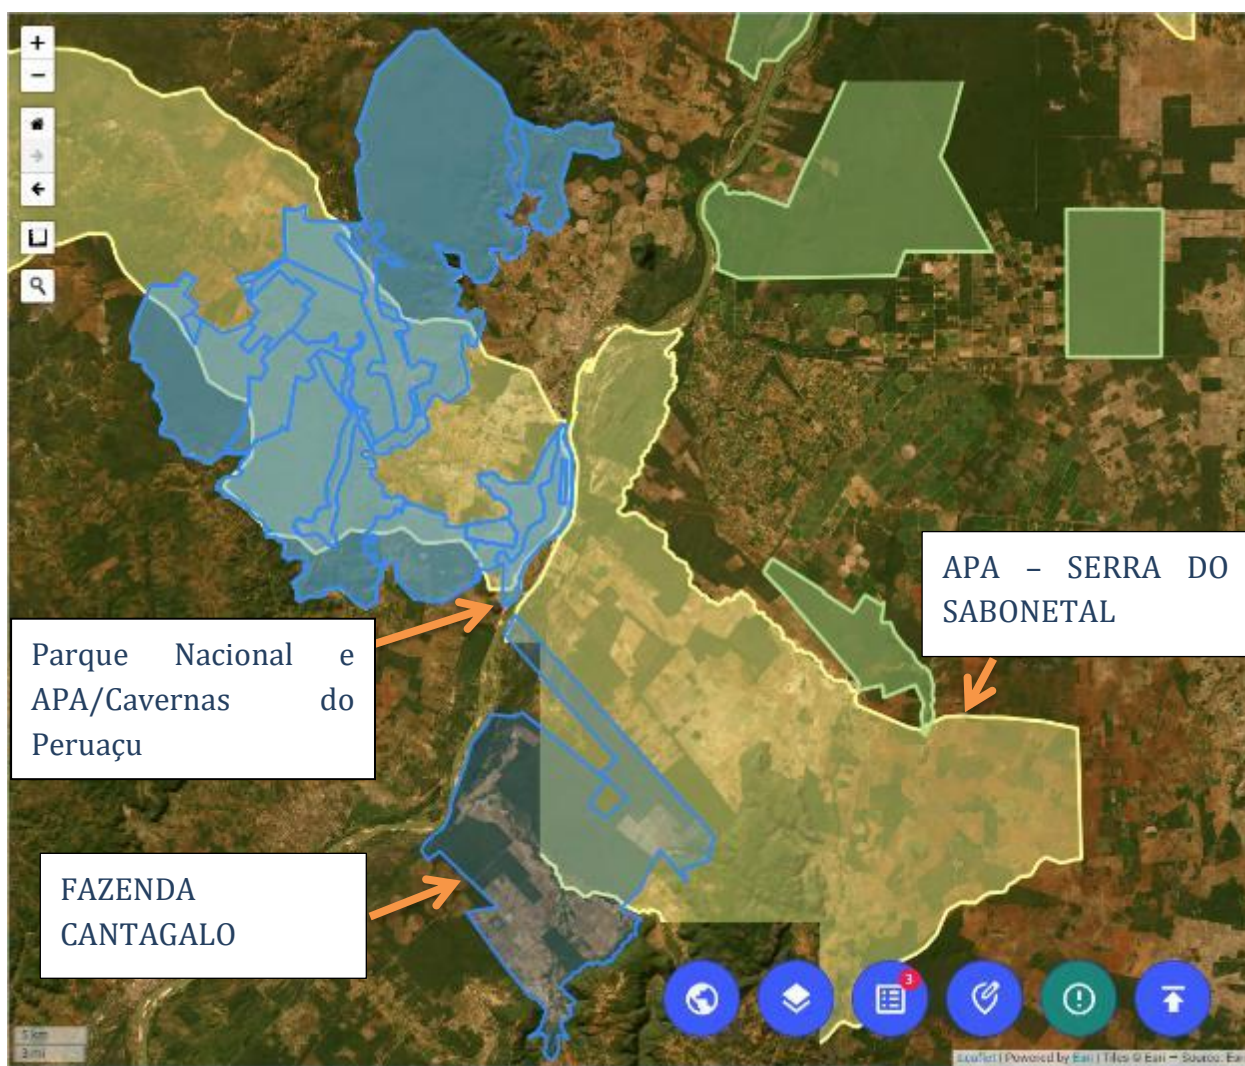 +
−
APA – SERRA DO
SABONETAL
Parque Nacional e
APA/Cavernas do
Peruaçu
FAZENDA
CANTAGALO
3
5 km
3 mi
Leaflet | Powered by Esri | Tiles © Esri — Source: Esri